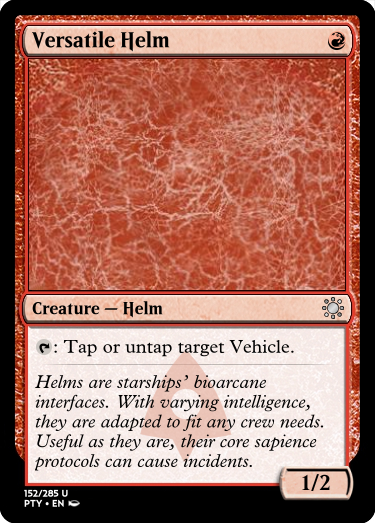 Versatile Helm
Creature — Helm
: Tap or untap target Vehicle.
Helms are starships' bioarcane
interfaces. With varying intelligence,
they are adapted to fit any crew needs.
Useful as they are, their core sapience
protocols can cause incidents.
1/2
152/285 U
PTY • EN